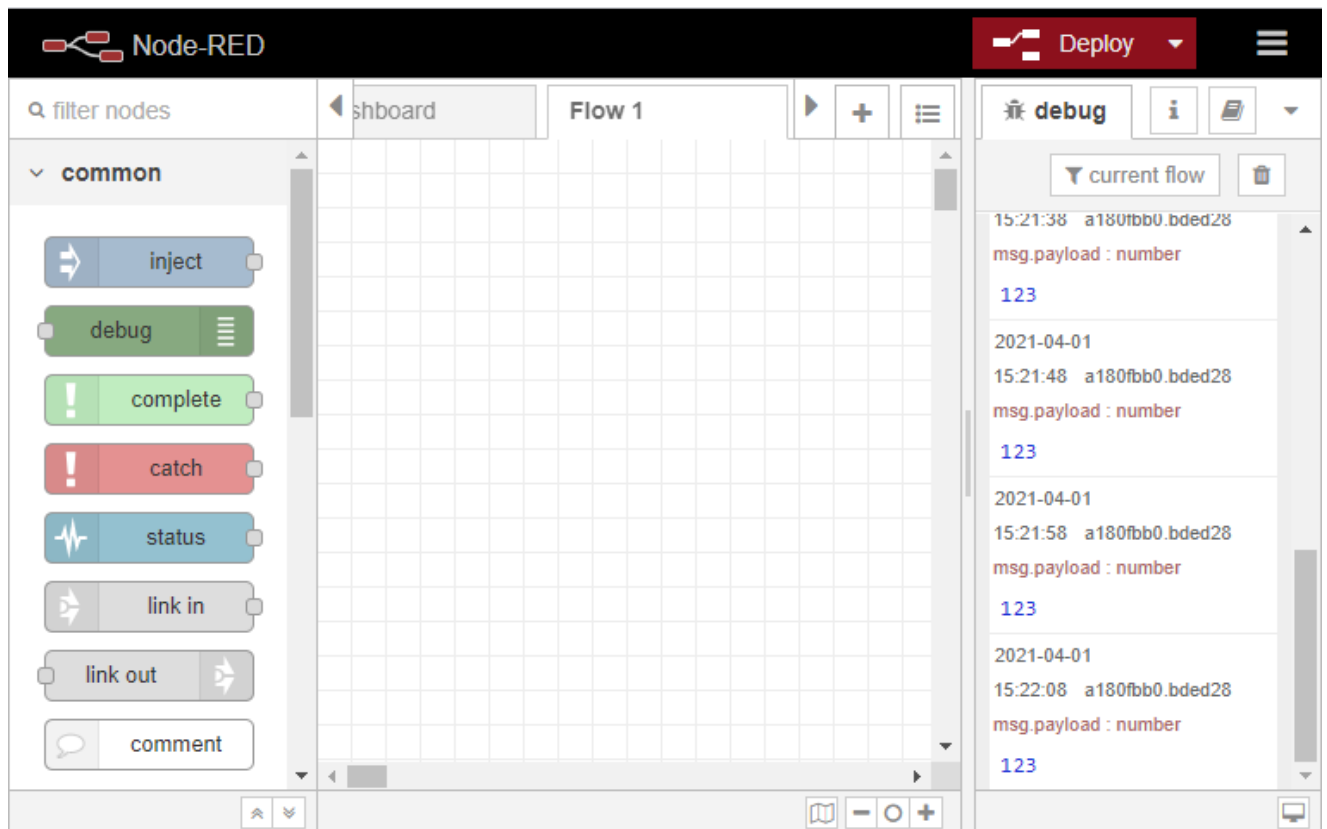 Node-RED
Deploy
filter nodes
shboard
Flow 1
debug
i
common
current flow
inject
debug
complete
catch
status
link in
link out
comment
15:21:38 a180fbb0.bded28
msg.payload : number
123
2021-04-01
15:21:48 a180fbb0.bded28
msg.payload : number
123
2021-04-01
15:21:58 a180fbb0.bded28
msg.payload : number
123
2021-04-01
15:22:08 a180fbb0.bded28
msg.payload : number
123